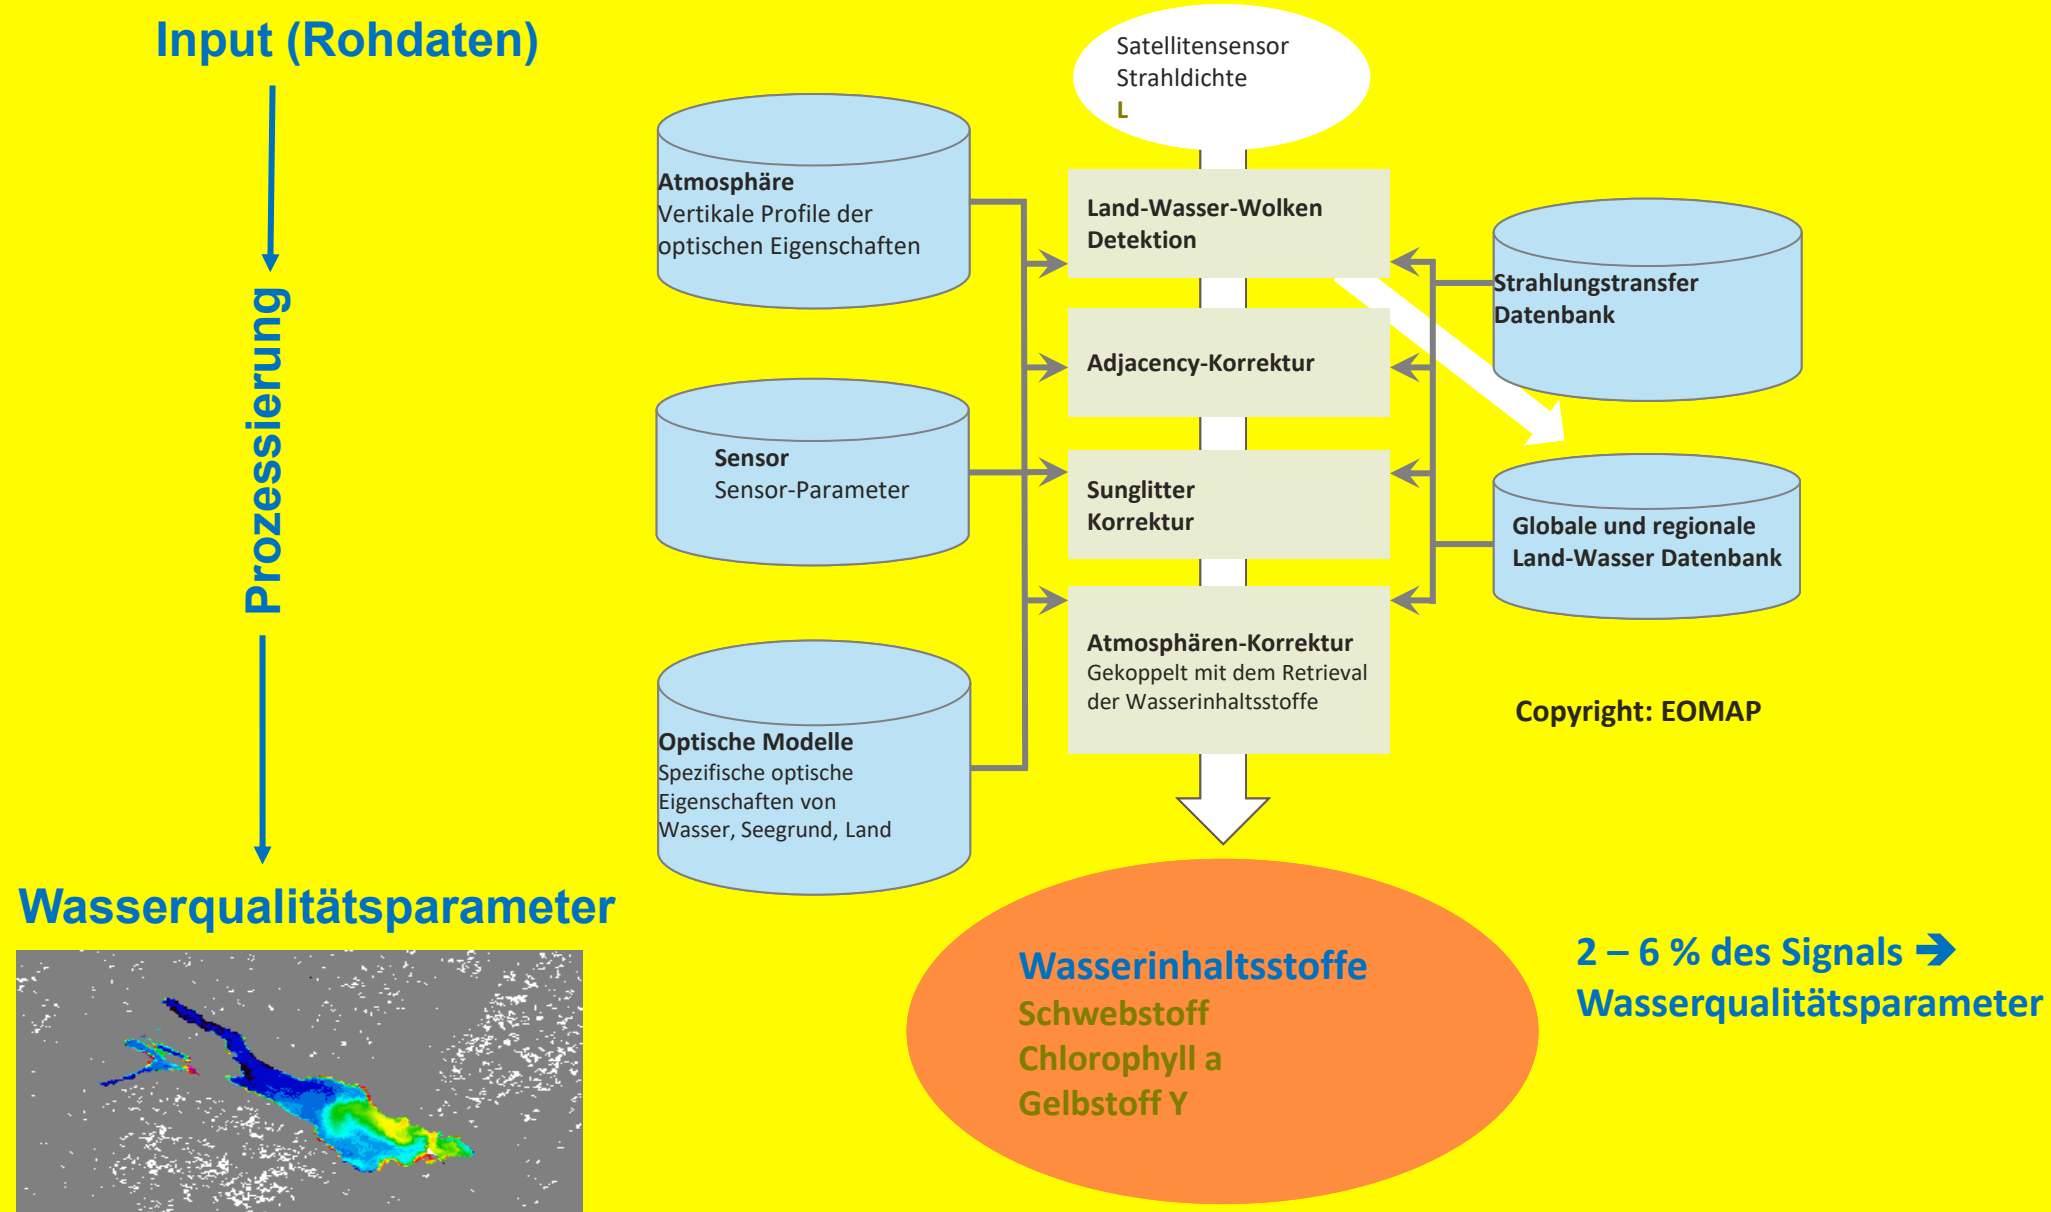 Input (Rohdaten)
Prozessierung
Wasserqualitätsparameter
Satellitensensor
Strahldichte
L
Atmosphäre
Vertikale Profile der
optischen Eigenschaften
Sensor
Sensor-Parameter
Optische Modelle
Spezifische optische
Eigenschaften von
Wasser, Seegrund, Land
Land-Wasser-Wolken
Detektion
Adjacency-Korrektur
Sunglitter
Korrektur
Atmosphären-Korrektur
Gekoppelt mit dem Retrieval
der Wasserinhaltsstoffe
Strahlungstransfer
Datenbank
Globale und regionale
Land-Wasser Datenbank
Copyright: EOMAP
Wasserinhaltsstoffe
Schwebstoff
Chlorophyll a
Gelbstoff Y
2 – 6 % des Signals ➔
Wasserqualitätsparameter